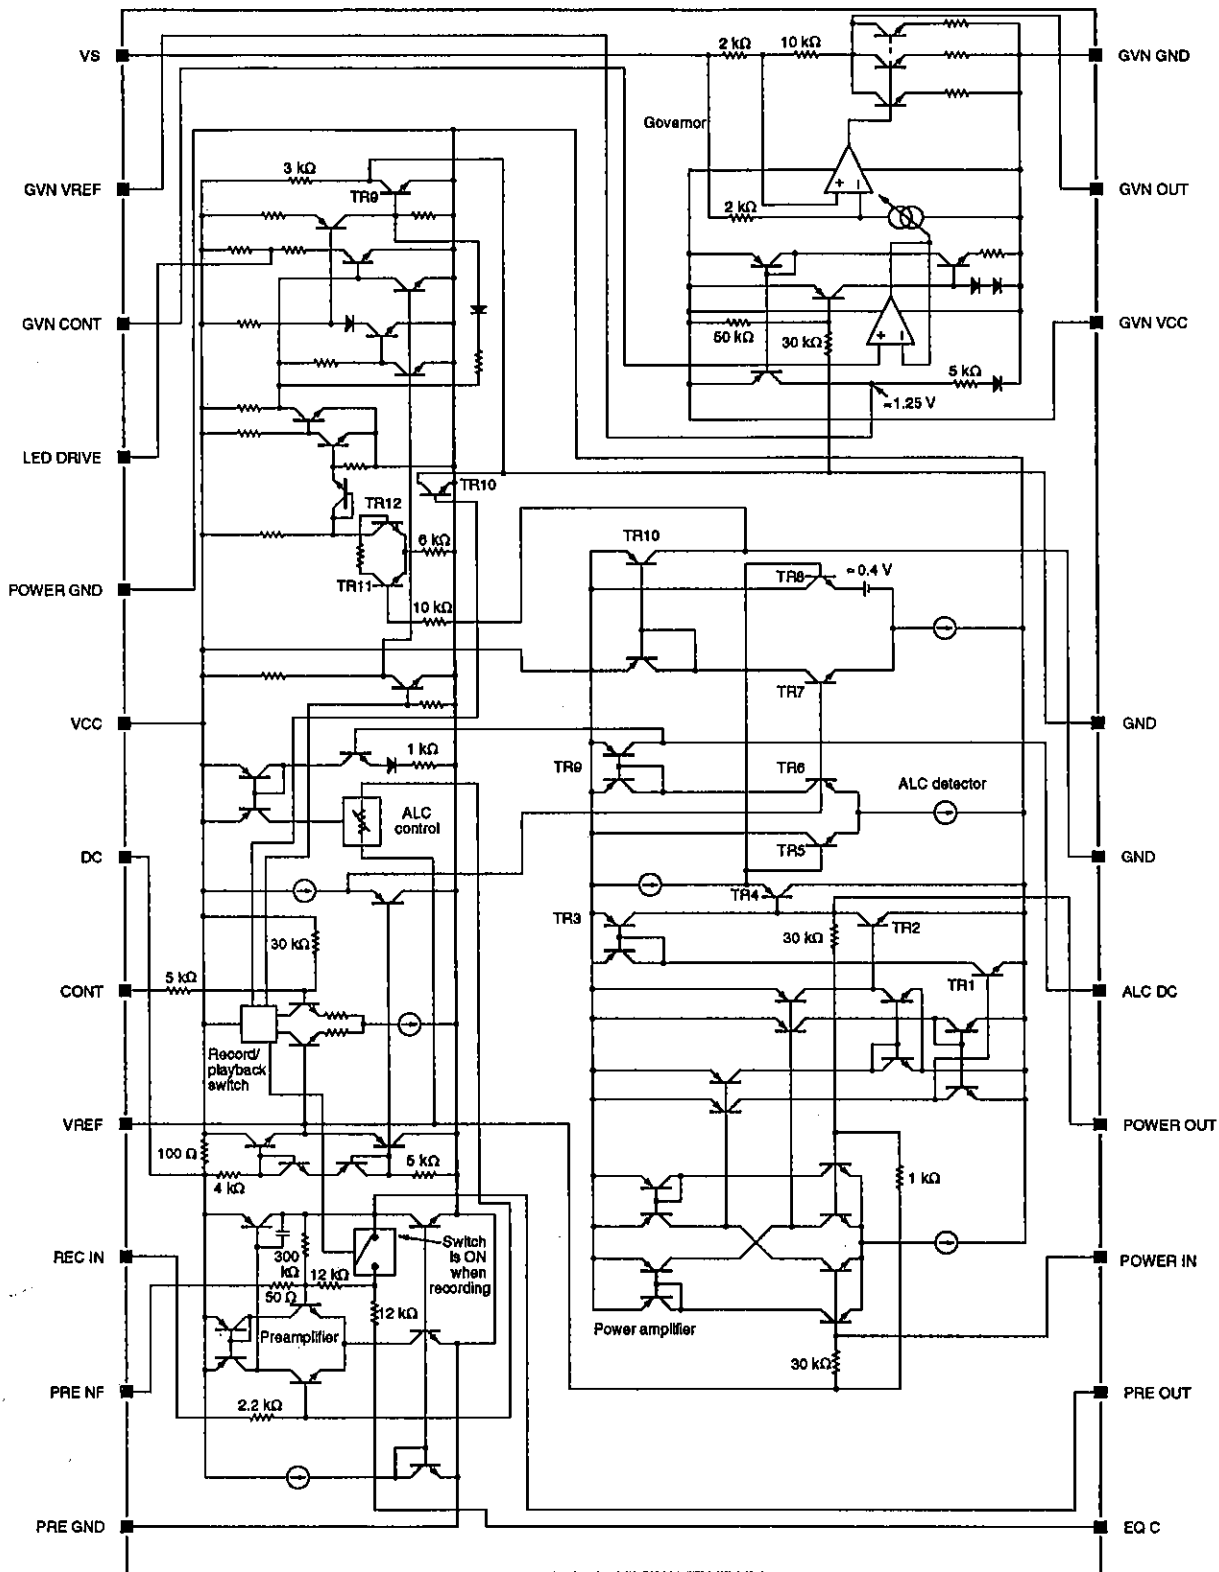 VS
GVN VREF
GVN CONT
LED DRIVE
POWER GND
VCC
DC
CONT
VREF
REC IN
PRE NF
PRE GND
GVN GND
GVN OUT
GVN VCC
GND
GND
ALC DC
POWER OUT
POWER IN
PRE OUT
EQ C
2 kΩ
10 kΩ
Governor
2 kΩ
+
50 kΩ
30 kΩ
+
5 kΩ
≈1.25 V
3 kΩ
TR9
TR10
TR12
6 kΩ
TR11
10 kΩ
TR10
TR8
≈ 0.4 V
TR7
1 kΩ
ALC
control
TR9
TR6
ALC detector
TR5
TR4
TR3
30 kΩ
TR2
TR1
30 kΩ
5 kΩ
Record/
playback
switch
100 Ω
4 kΩ
5 kΩ
1 kΩ
300
kΩ
12 kΩ
50 Ω
Switch
is ON
when
recording
12 kΩ
Preamplifier
Power amplifier
30 kΩ
2.2 kΩ